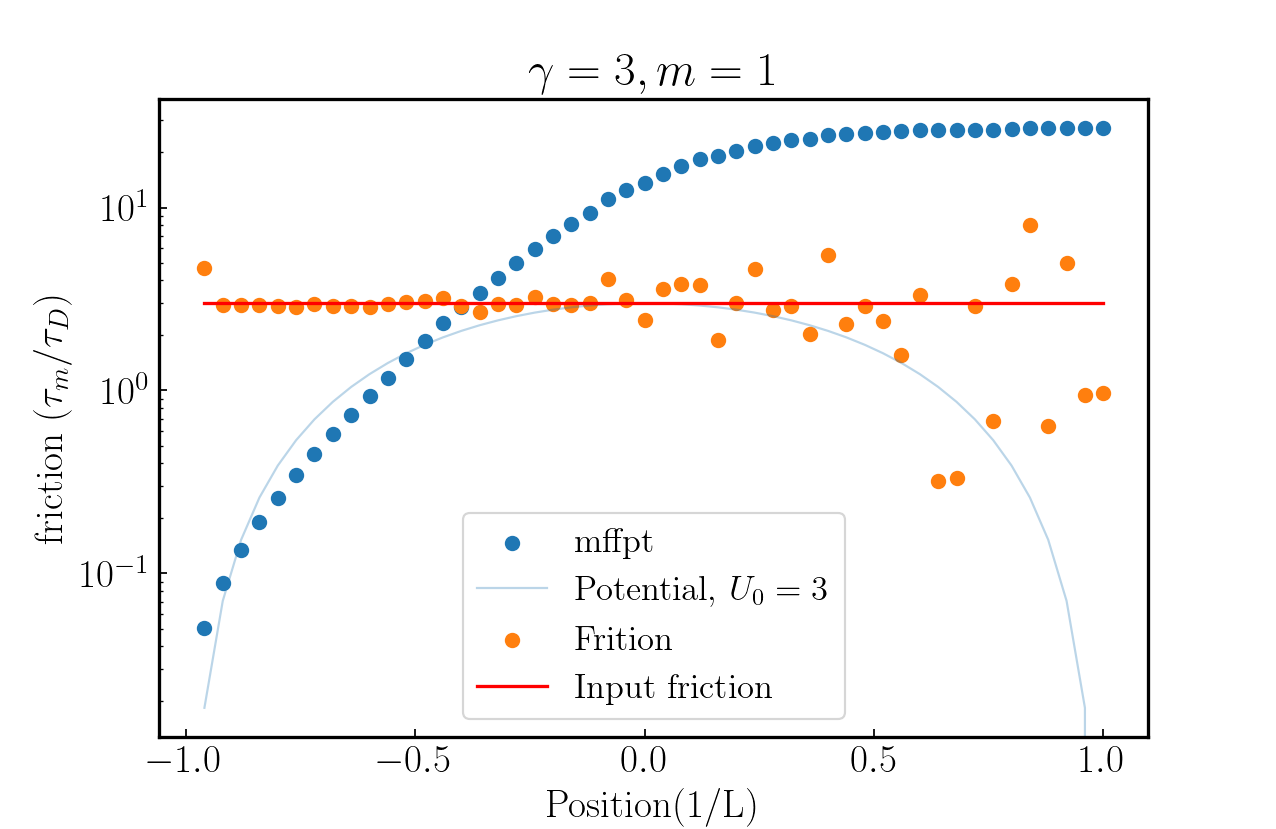 γ = 3, m = 1
friction (τ_m/τ_D)
10^1
10^0
10^{-1}
mffpt
Potential, U_0 = 3
Frition
Input friction
−1.0 −0.5 0.0 0.5 1.0
Position(1/L)